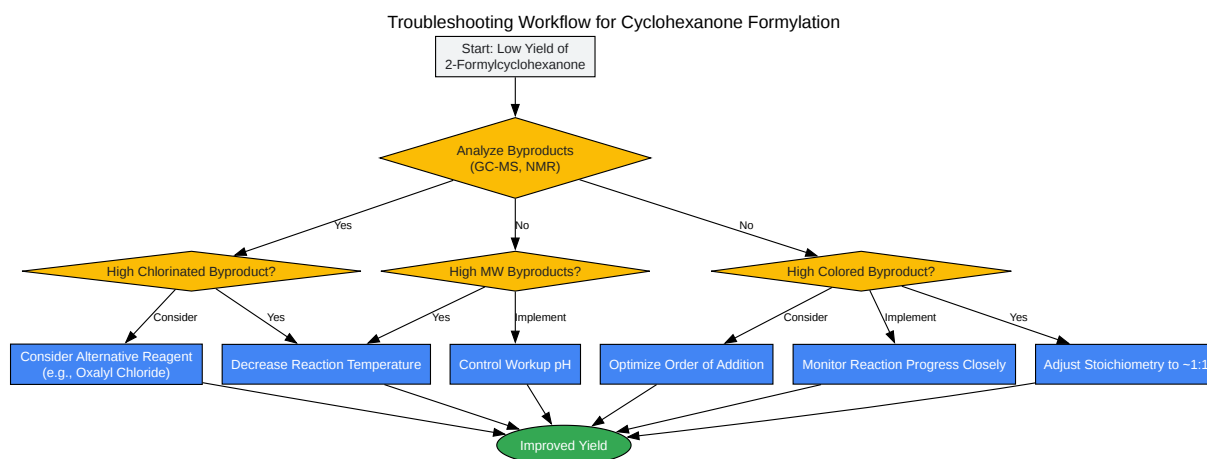 Troubleshooting Workflow for Cyclohexanone Formylation
Start: Low Yield of
2-Formylcyclohexanone
Analyze Byproducts
(GC-MS, NMR)
Yes
No
No
High Chlorinated Byproduct?
High MW Byproducts?
High Colored Byproduct?
Consider
Yes
Yes
Implement
Consider
Implement
Yes
Consider Alternative Reagent
(e.g., Oxalyl Chloride)
Decrease Reaction Temperature
Control Workup pH
Optimize Order of Addition
Monitor Reaction Progress Closely
Adjust Stoichiometry to ~1:1
Improved Yield